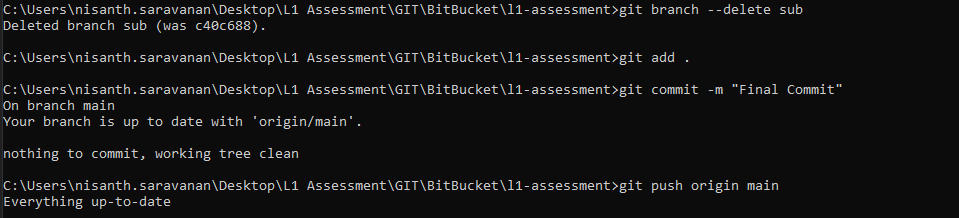 C:\Users\nisanth.saravanan\Desktop\L1 Assessment\GIT\BitBucket\l1-assessment>git branch --delete sub
Deleted branch sub (was c40c688).
C:\Users\nisanth.saravanan\Desktop\L1 Assessment\GIT\BitBucket\l1-assessment>git add .
C:\Users\nisanth.saravanan\Desktop\L1 Assessment\GIT\BitBucket\l1-assessment>git commit -m "Final Commit"
On branch main
Your branch is up to date with 'origin/main'.
nothing to commit, working tree clean
C:\Users\nisanth.saravanan\Desktop\L1 Assessment\GIT\BitBucket\l1-assessment>git push origin main
Everything up-to-date